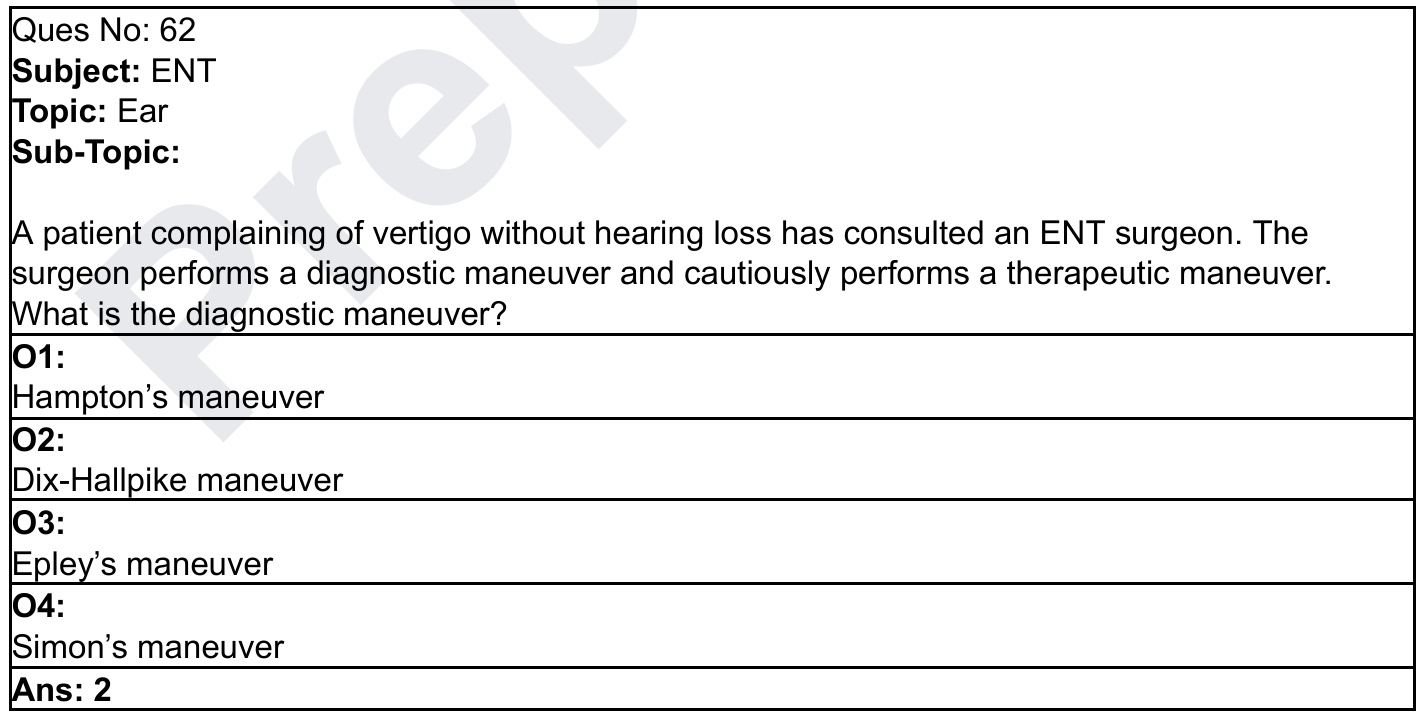 Ques No: 62
Subject: ENT
Topic: Ear
Sub-Topic:
A patient complaining of vertigo without hearing loss has consulted an ENT surgeon. The
surgeon performs a diagnostic maneuver and cautiously performs a therapeutic maneuver.
What is the diagnostic maneuver?
O1:
Hampton’s maneuver
O2:
Dix-Hallpike maneuver
O3:
Epley’s maneuver
O4:
Simon’s maneuver
Ans: 2
Prep